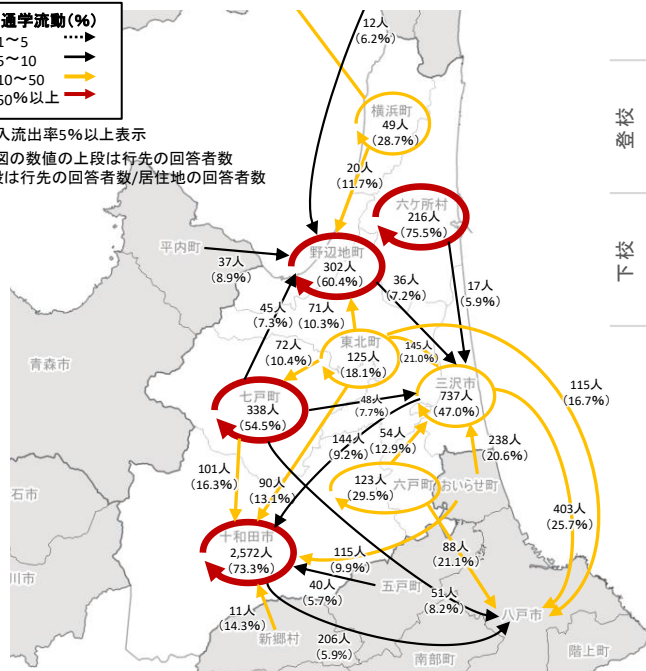 通学流動(%)
1～5
5～10
10～50
50%以上
入流出率5%以上表示
図の数値の上段は行先の回答者数
段は行先の回答者数/居住地の回答者数
12人
(6.2%)
横浜町
49人
(28.7%)
登校
20人
(11.7%)
六ケ所村
216人
(75.5%)
下校
平内町
37人
(8.9%)
野辺地町
302人
(60.4%)
36人
(7.2%)
17人
(5.9%)
45人
(7.3%)
71人
(10.3%)
72人
(10.4%)
東北町
125人
(18.1%)
145人
(21.0%)
青森市
三沢市
737人
(47.0%)
115人
(16.7%)
七戸町
338人
(54.5%)
48人
(7.7%)
144人
(9.2%)
54人
(12.9%)
238人
(20.6%)
101人
(16.3%)
90人
(13.1%)
六戸町
123人
(29.5%)
おいらせ町
石市
403人
(25.7%)
十和田市
2,572人
(73.3%)
115人
(9.9%)
88人
(21.1%)
川市
40人
(5.7%)
五戸町
51人
(8.2%)
八戸市
11人
(14.3%)
新郷村
206人
(5.9%)
南部町
階上町